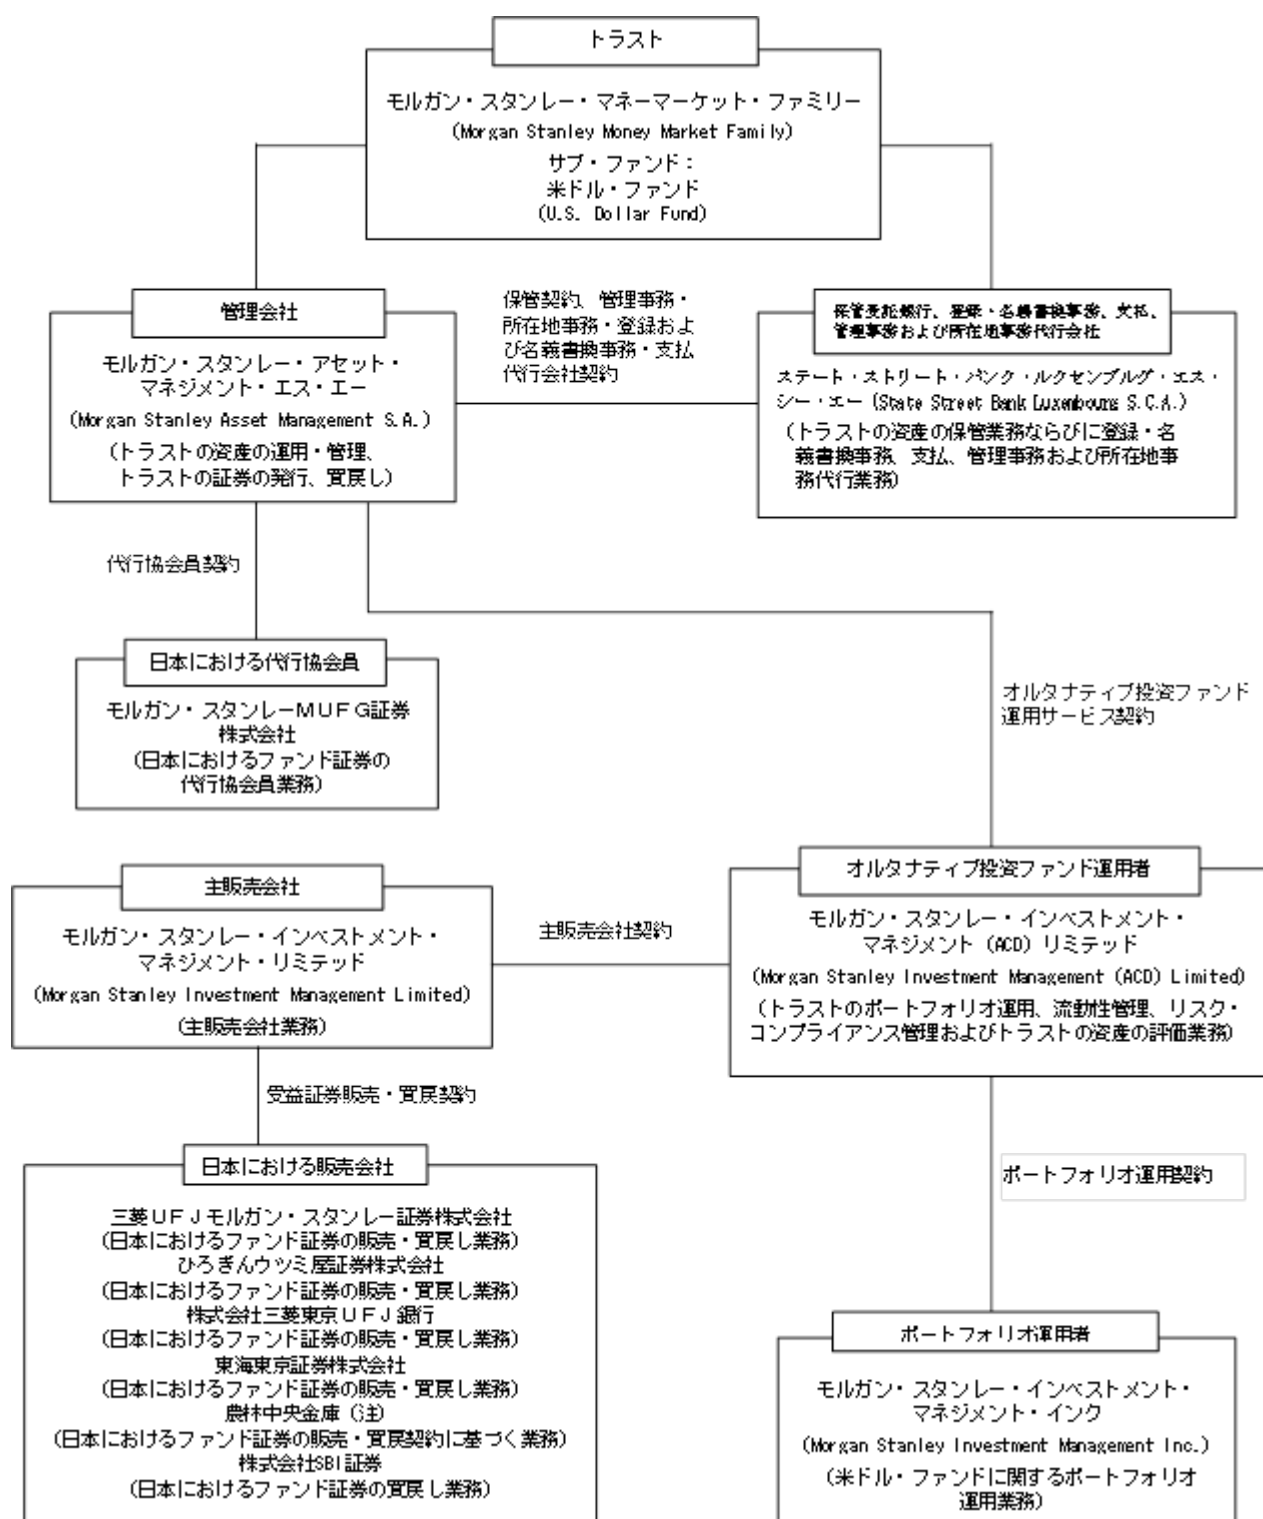 トラスト
モルガン・スタンレー・マネーマーケット・ファミリー
(Morgan Stanley Money Market Family)
サブ・ファンド：
米ドル・ファンド
(U.S. Dollar Fund)
管理会社
モルガン・スタンレー・アセット・
マネジメント・エス・エー
(Morgan Stanley Asset Management S.A.)
(トラストの資産の運用・管理、
トラストの証券の発行、買戻し)
保管契約、管理事務・
所在地事務・登録およ
び名義書換事務・支払
代行会社契約
保管受託銀行、登録・名義書換事務、支払、
管理事務および所在地事務代行会社
ステート・ストリート・バンク・ルクセンブルグ・エス・
シー・エー (State Street Bank Luxembourg S.C.A.)
(トラストの資産の保管業務ならびに登録・名
義書換事務、支払、管理事務および所在地事
務代行業務)
代行協会員契約
日本における代行協会員
モルガン・スタンレーＭＵＦＧ証券
株式会社
(日本におけるファンド証券の
代行協会員業務)
オルタナティブ投資ファンド
運用サービス契約
主販売会社
モルガン・スタンレー・インベストメント・
マネジメント・リミテッド
(Morgan Stanley Investment Management Limited)
(主販売会社業務)
主販売会社契約
オルタナティブ投資ファンド運用者
モルガン・スタンレー・インベストメント・
マネジメント (ACD) リミテッド
(Morgan Stanley Investment Management (ACD) Limited)
(トラストのポートフォリオ運用、流動性管理、リスク・
コンプライアンス管理およびトラストの資産の評価業務)
受益証券販売・買戻契約
日本における販売会社
三菱ＵＦＪモルガン・スタンレー証券株式会社
(日本におけるファンド証券の販売・買戻し業務)
ひろぎんウツミ屋証券株式会社
(日本におけるファンド証券の販売・買戻し業務)
株式会社三菱東京ＵＦＪ銀行
(日本におけるファンド証券の販売・買戻し業務)
東海東京証券株式会社
(日本におけるファンド証券の販売・買戻し業務)
農林中央金庫 (注)
(日本におけるファンド証券の販売・買戻契約に基づく業務)
株式会社SBI証券
(日本におけるファンド証券の買戻し業務)
ポートフォリオ運用契約
ポートフォリオ運用者
モルガン・スタンレー・インベストメント・
マネジメント・インク
(Morgan Stanley Investment Management Inc.)
(米ドル・ファンドに関するポートフォリオ
運用業務)